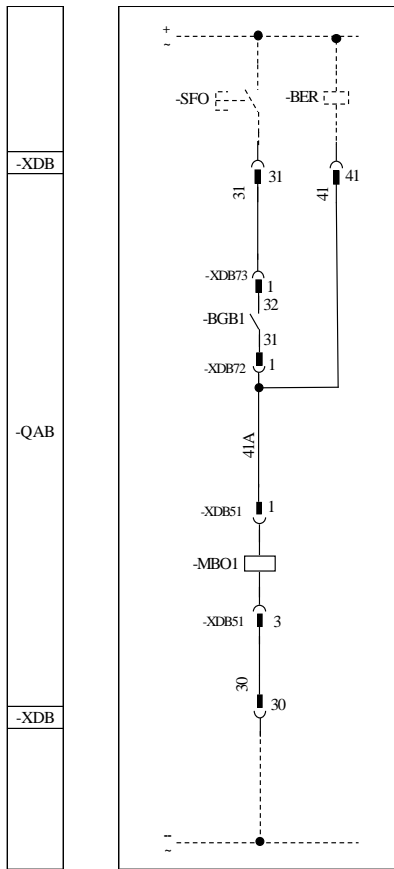 +
~
-SFO
-BER
-XDB
31
41
31
41
-XDB73
1
32
-BGB1
31
-XDB72
1
-QAB
41A
1
-XDB51
-MBO1
-XDB51
3
30
30
-XDB
--
~